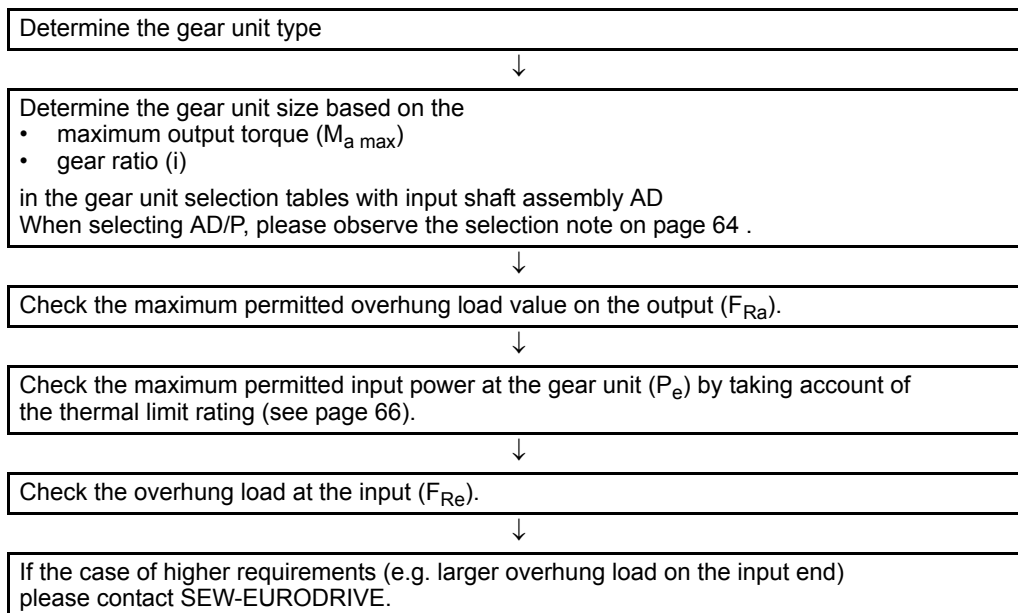 Determine the gear unit type
↓
Determine the gear unit size based on the
• maximum output torque (Ma max)
• gear ratio (i)
in the gear unit selection tables with input shaft assembly AD
When selecting AD/P, please observe the selection note on page 64 .
↓
Check the maximum permitted overhung load value on the output (FRa).
↓
Check the maximum permitted input power at the gear unit (Pe) by taking account of
the thermal limit rating (see page 66).
↓
Check the overhung load at the input (FRe).
↓
If the case of higher requirements (e.g. larger overhung load on the input end)
please contact SEW-EURODRIVE.